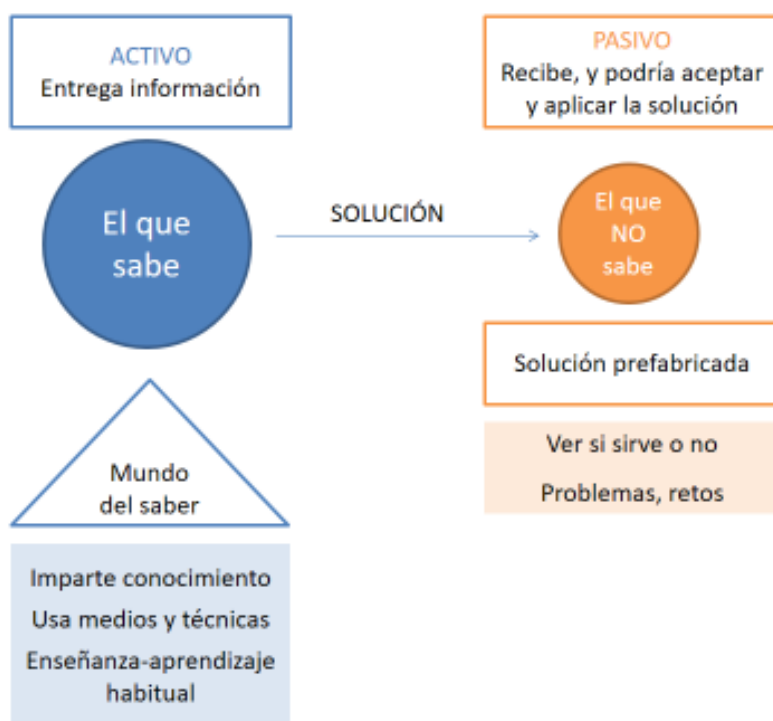 ACTIVO
Entrega información
PASIVO
Recibe, y podría aceptar
y aplicar la solución
El que
sabe
SOLUCIÓN
El que
NO
sabe
Solución prefabricada
Ver si sirve o no
Problemas, retos
Mundo
del saber
Imparte conocimiento
Usa medios y técnicas
Enseñanza-aprendizaje
habitual